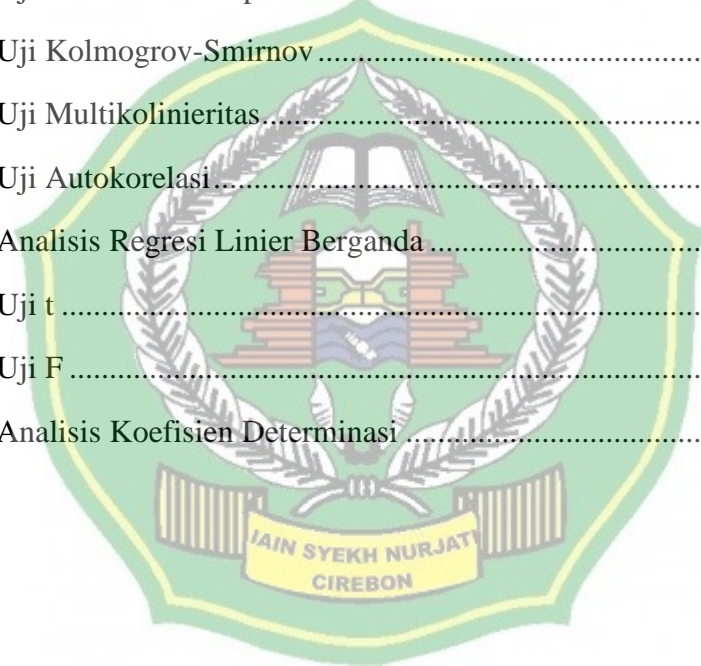 Uji Kolmogrov-Smirnov ........................................................
Uji Multikolinieritas................................................................
Uji Autokorelasi......................................................................
Analisis Regresi Linier Berganda ........................................
Uji t ..........................................................................................
Uji F .........................................................................................
Analisis Koefisien Determinasi ...........................................
IAIN SYEKH NURJATI
CIREBON